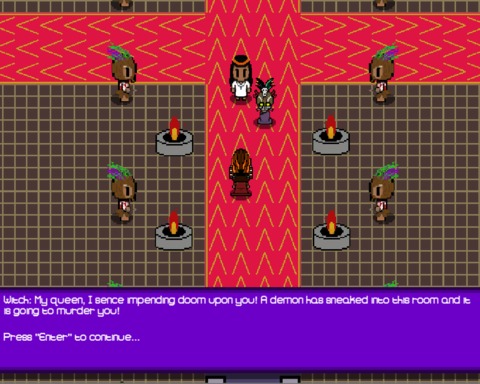 Witch: My queen, I sence impending doom upon you! A demon has sneaked into this room and it
is going to murder you!
Press "Enter" to continue...